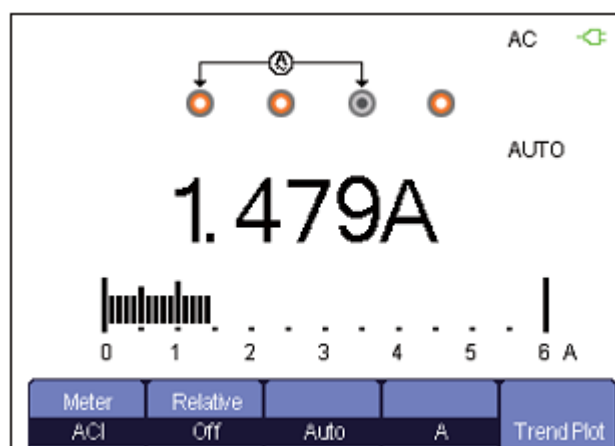 AC
A
AUTO
1.479A
0 1 2 3 4 5 6 A
Meter Relative
ACI Off Auto A Trend Plot